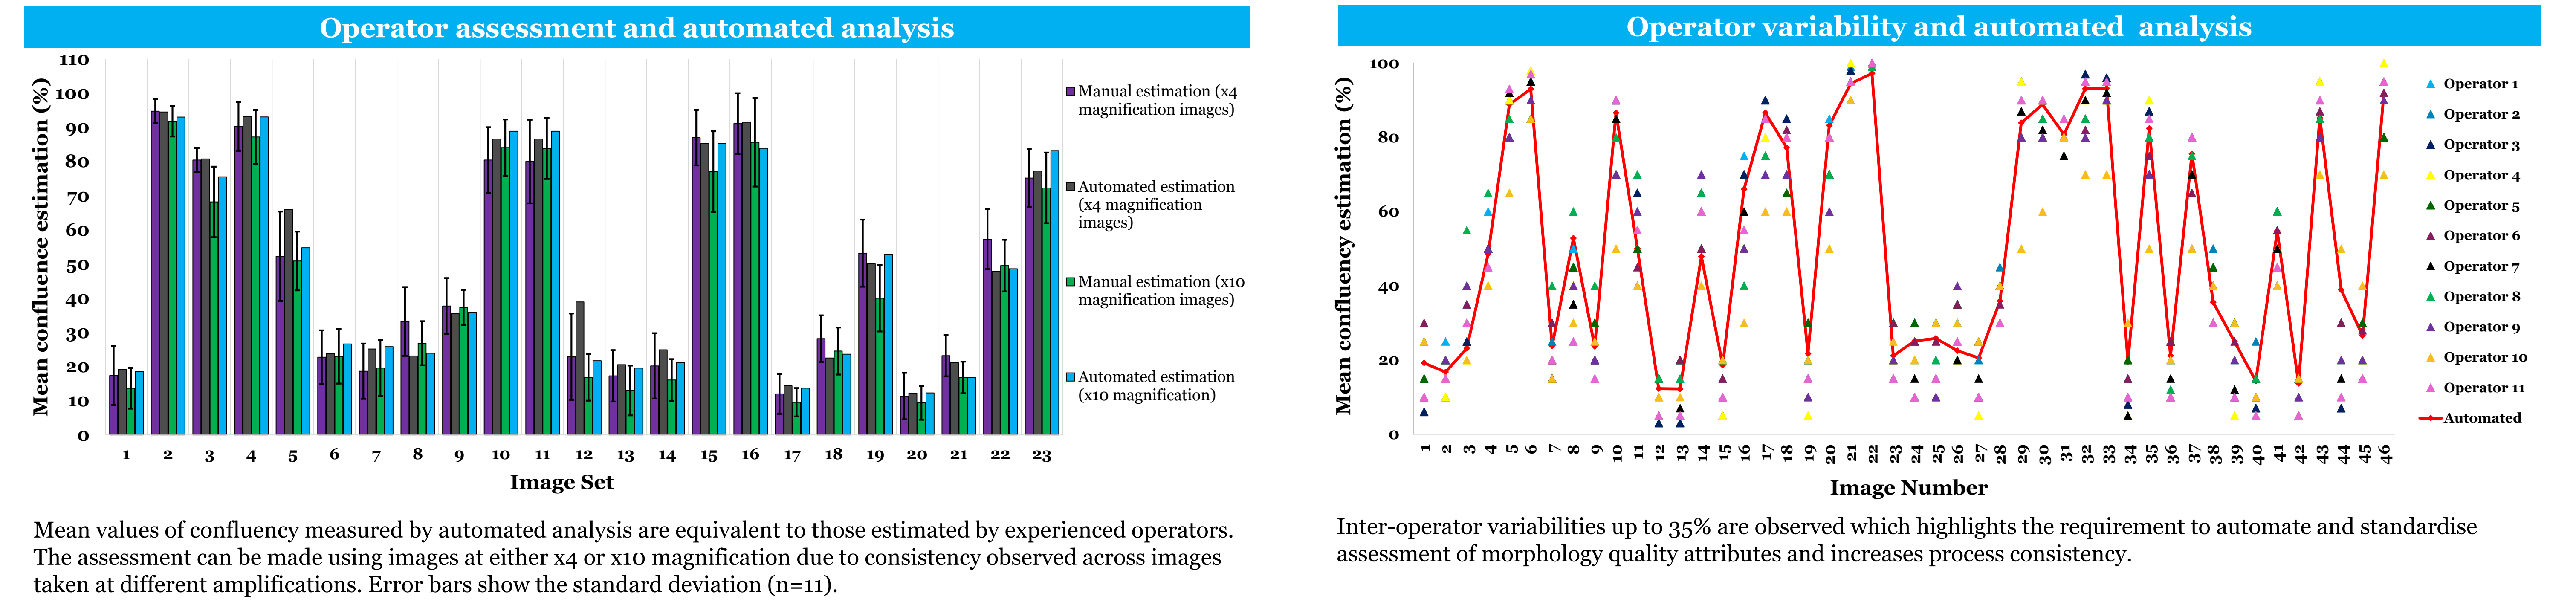 Operator assessment and automated analysis
Mean confluence estimation (%)
110
100
90
80
70
60
50
40
30
20
10
0
1 2 3 4 5 6 7 8 9 10 11 12 13 14 15 16 17 18 19 20 21 22 23
Image Set
Manual estimation (x4
magnification images)
Automated estimation
(x4 magnification
images)
Manual estimation (x10
magnification images)
Automated estimation
(x10 magnification)
Mean values of confluency measured by automated analysis are equivalent to those estimated by experienced operators.
The assessment can be made using images at either x4 or x10 magnification due to consistency observed across images
taken at different amplifications. Error bars show the standard deviation (n=11).
Operator variability and automated analysis
Mean confluency estimation (%)
100
80
60
40
20
0
1 2 3 4 5 6 7 8 9 10 11 12 13 14 15 16 17 18 19 20 21 22 23 24 25 26 27 28 29 30 31 32 33 34 35 36 37 38 39 40 41 42 43 44 45 46
Image Number
Operator 1
Operator 2
Operator 3
Operator 4
Operator 5
Operator 6
Operator 7
Operator 8
Operator 9
Operator 10
Operator 11
Automated
Inter-operator variabilities up to 35% are observed which highlights the requirement to automate and standardise
assessment of morphology quality attributes and increases process consistency.